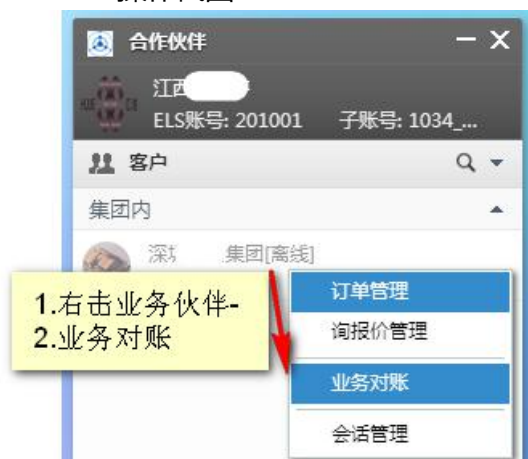 合作伙伴
江西
ELS账号: 201001 子账号: 1034_...
客户
集团内
集团[离线]
1.右击业务伙伴-
2.业务对账
订单管理
询报价管理
业务对账
会话管理